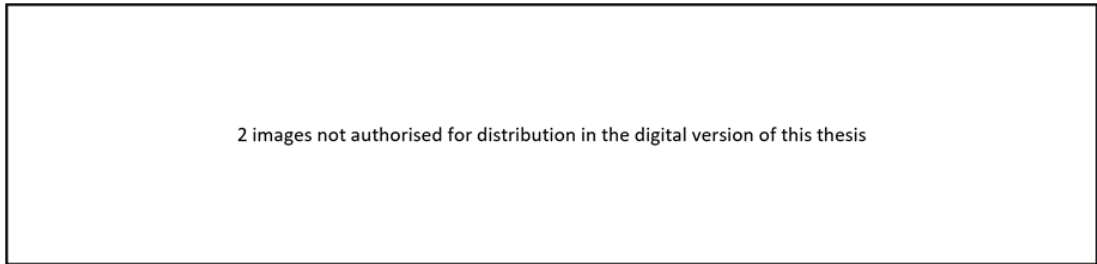 2 images not authorised for distribution in the digital version of this thesis